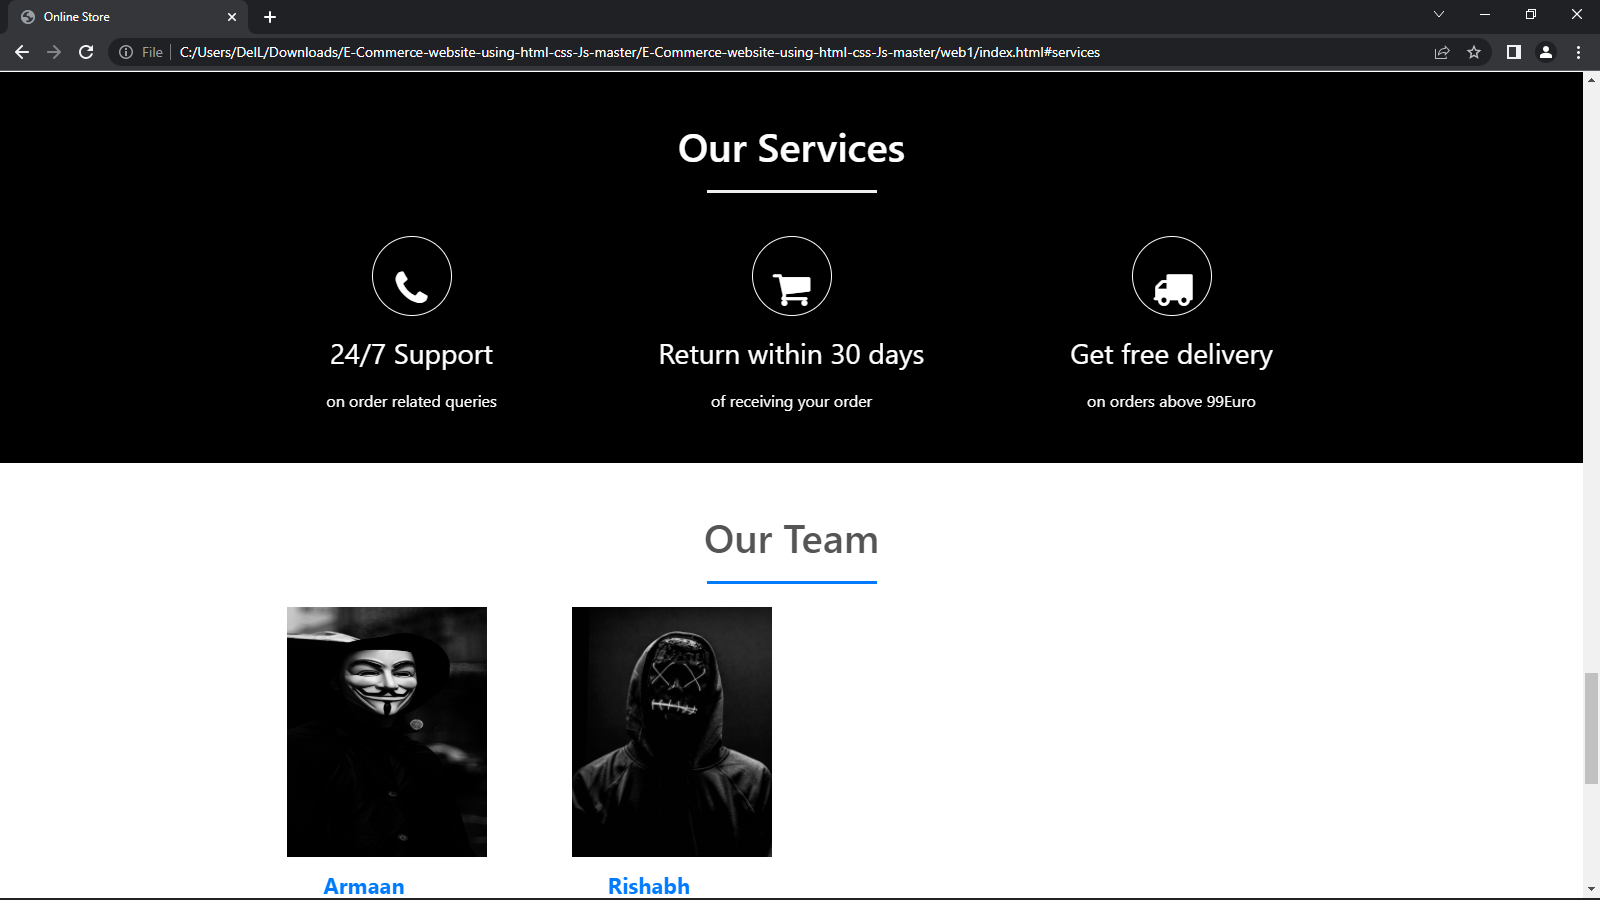 Online Store
File
C:/Users/DelL/Downloads/E-Commerce-website-using-html-css-Js-master/E-Commerce-website-using-html-css-Js-master/web1/index.html#services
Our Services
24/7 Support
Return within 30 days
Get free delivery
on order related queries
of receiving your order
on orders above 99Euro
Our Team
Armaan
Rishabh